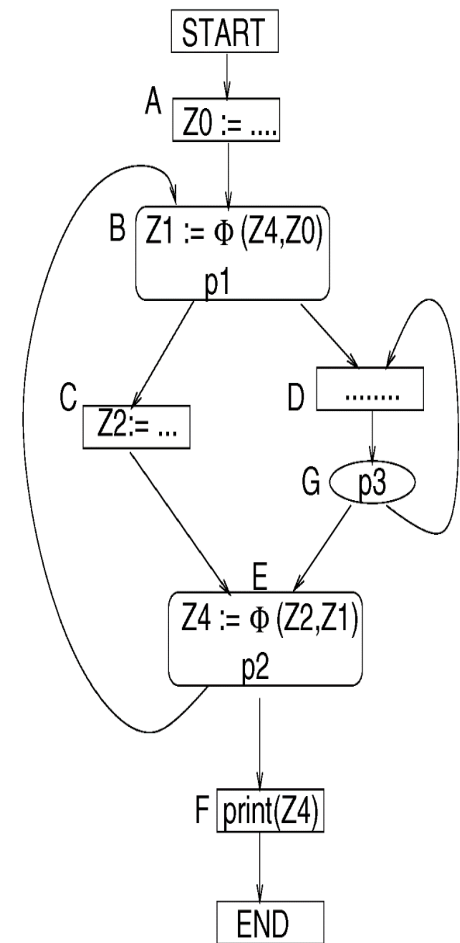 START
A
Z0 := ....
B
Z1 := Φ (Z4,Z0)
p1
C
Z2:= ...
D
........
G
p3
E
Z4 := Φ (Z2,Z1)
p2
F
print(Z4)
END